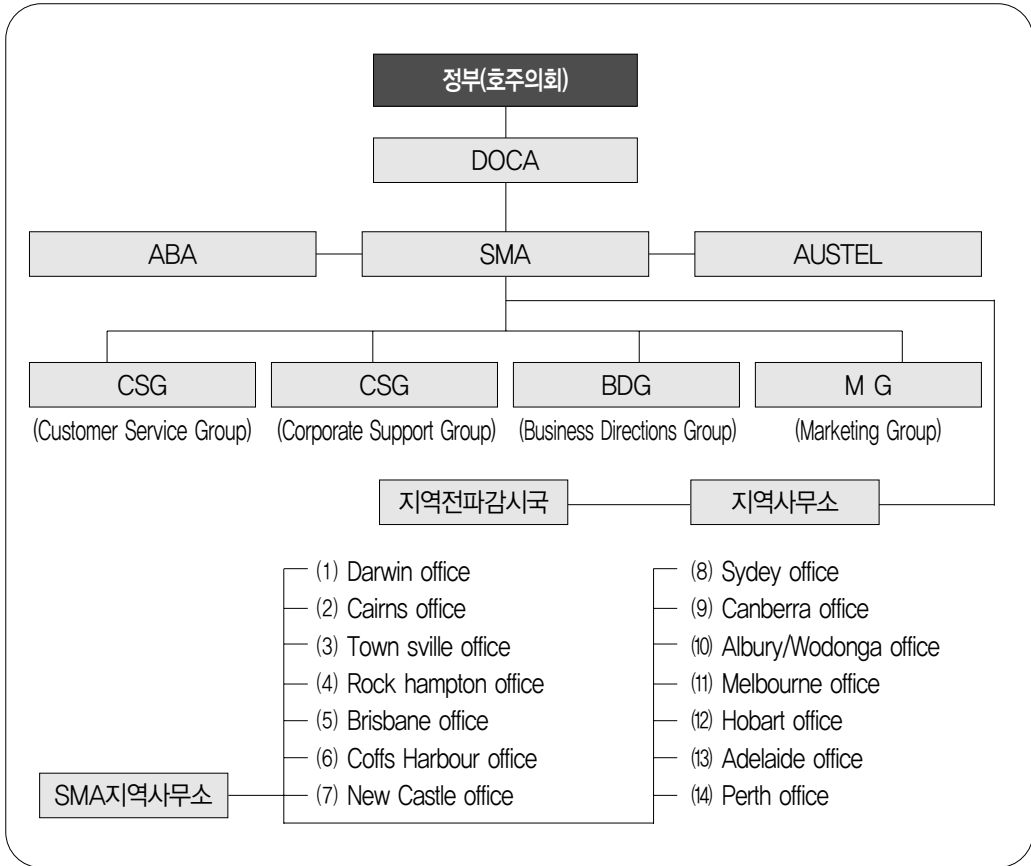 정부(호주의회)
DOCA
ABA SMA AUSTEL
CSG CSG BDG M G
(Customer Service Group) (Corporate Support Group) (Business Directions Group) (Marketing Group)
지역전파감시국 지역사무소
(1) Darwin office
(2) Cairns office
(3) Town sville office
(4) Rock hampton office
(5) Brisbane office
(6) Coffs Harbour office
SMA지역사무소 (7) New Castle office
(8) Sydey office
(9) Canberra office
(10) Albury/Wodonga office
(11) Melbourne office
(12) Hobart office
(13) Adelaide office
(14) Perth office